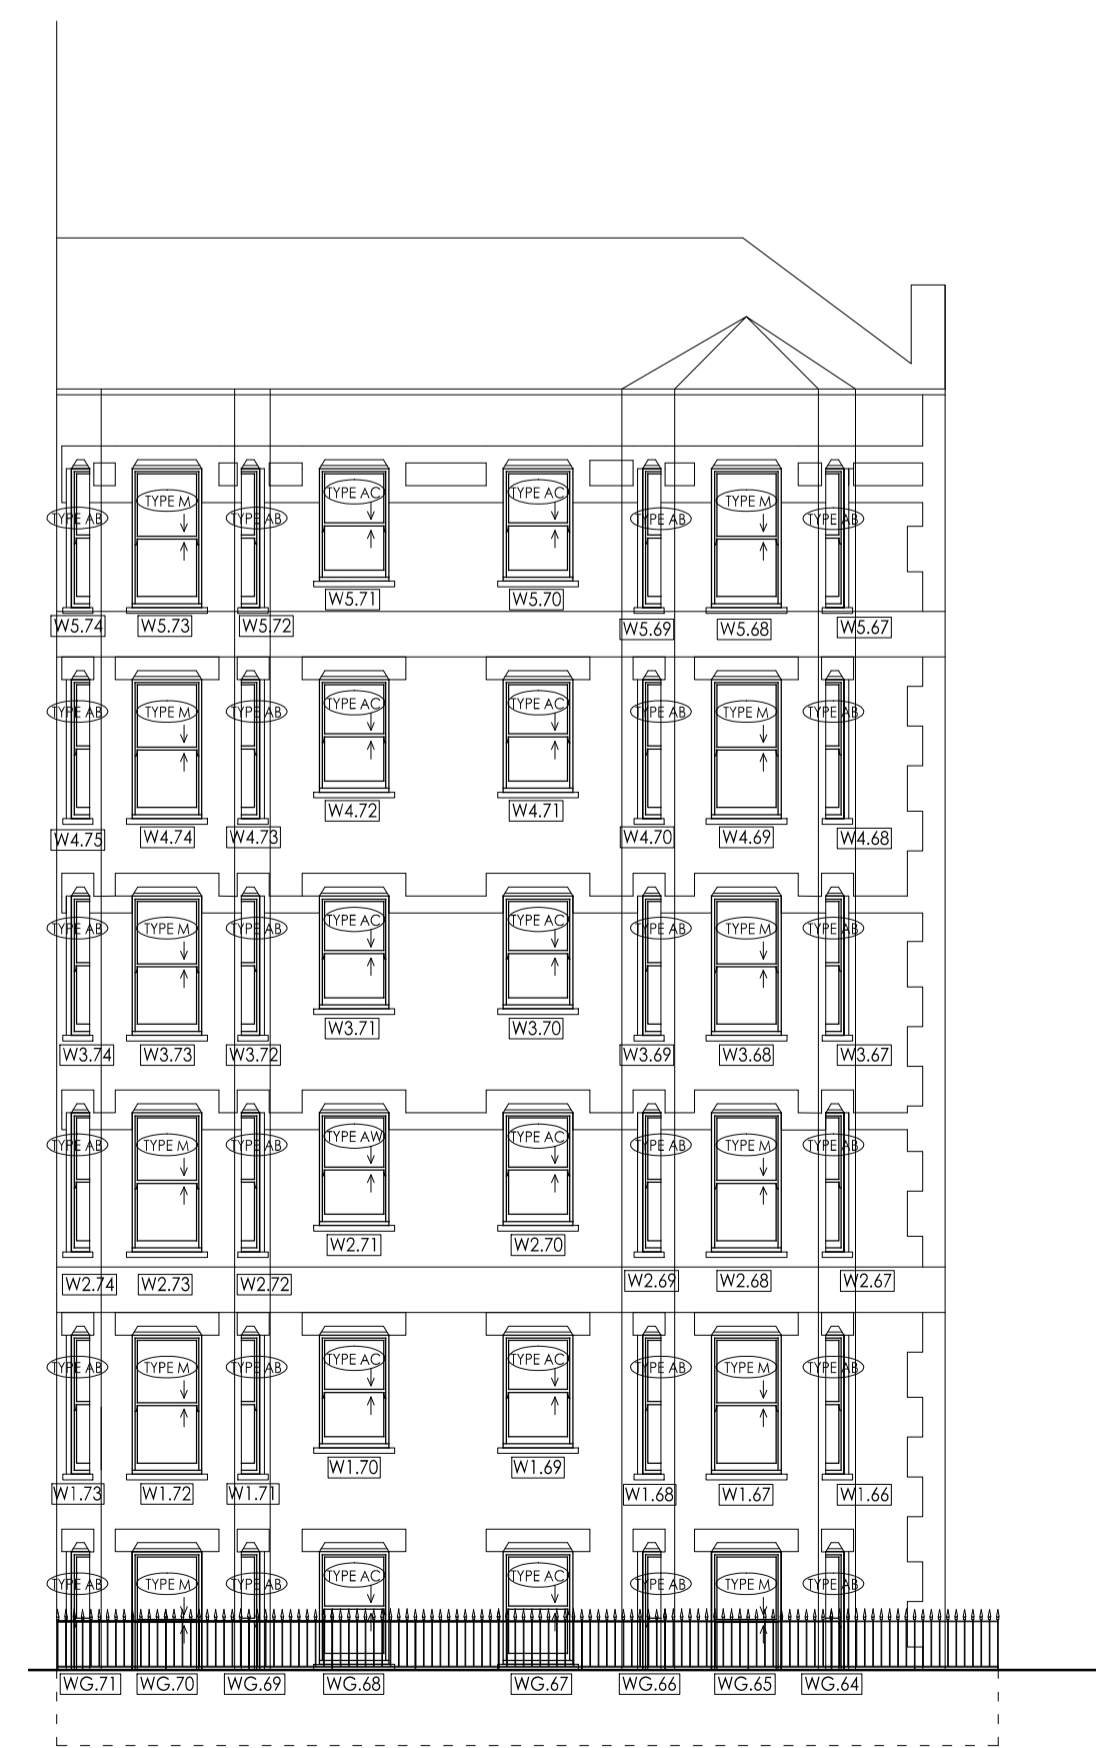 TYPE AB TYPE M TYPE AB TYPE AC TYPE AC TYPE AB TYPE M TYPE AB
W5.74 W5.73 W5.72 W5.71 W5.70 W5.69 W5.68 W5.67
TYPE AB TYPE M TYPE AB TYPE AC TYPE AC TYPE AB TYPE M TYPE AB
W4.75 W4.74 W4.73 W4.72 W4.71 W4.70 W4.69 W4.68
TYPE AB TYPE M TYPE AB TYPE AC TYPE AC TYPE AB TYPE M TYPE AB
W3.74 W3.73 W3.72 W3.71 W3.70 W3.69 W3.68 W3.67
TYPE AB TYPE M TYPE AB TYPE AW TYPE AC TYPE AB TYPE M TYPE AB
W2.74 W2.73 W2.72 W2.71 W2.70 W2.69 W2.68 W2.67
TYPE AB TYPE M TYPE AB TYPE AC TYPE AC TYPE AB TYPE M TYPE AB
W1.73 W1.72 W1.71 W1.70 W1.69 W1.68 W1.67 W1.66
TYPE AB TYPE M TYPE AB TYPE AC TYPE AC TYPE AB TYPE M TYPE AB
WG.71 WG.70 WG.69 WG.68 WG.67 WG.66 WG.65 WG.64